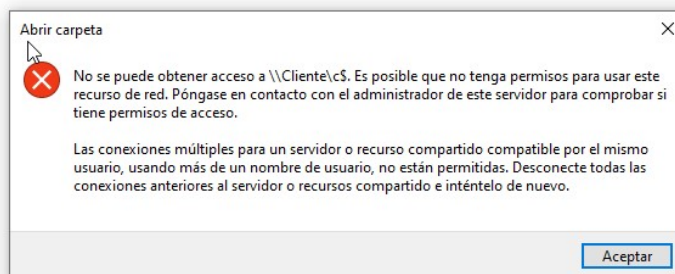 Abrir carpeta
No se puede obtener acceso a \\Cliente\c$. Es posible que no tenga permisos para usar este
recurso de red. Póngase en contacto con el administrador de este servidor para comprobar si
tiene permisos de acceso.
Las conexiones múltiples para un servidor o recurso compartido compatible por el mismo
usuario, usando más de un nombre de usuario, no están permitidas. Desconecte todas las
conexiones anteriores al servidor o recursos compartido e inténtelo de nuevo.
Aceptar